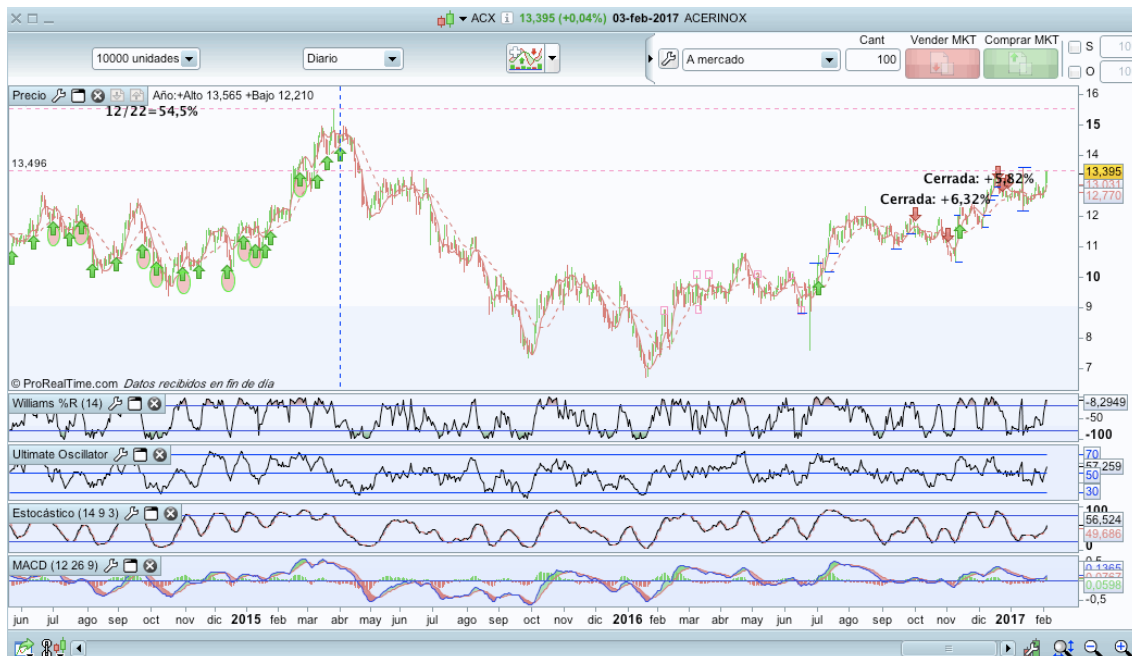 ACX 13,395 (+0,04%) 03-feb-2017 ACERINOX
10000 unidades
Diario
A mercado
Cant
100
Vender MKT
Comprar MKT
S 10
O 10
Precio Año:+Alto 13,565 +Bajo 12,210
12/22=54,5%
13,496
Cerrada: +5,82%
Cerrada: +6,32%
16
15
14
13,395
13,031
12,770
12
11
10
9
8
7
© ProRealTime.com Datos recibidos en fin de día
Williams %R (14)
-8,2949
-50
-100
Ultimate Oscillator
70
57,259
50
30
Estocástico (14 9 3)
100
56,524
49,686
0
MACD (12 26 9)
0,5
0,1365
0,0767
0,0598
-0,5
jun jul ago sep oct nov dic 2015 feb mar abr jun jul ago sep oct nov dic 2016 feb mar abr may jun jul ago sep oct nov dic 2017 feb